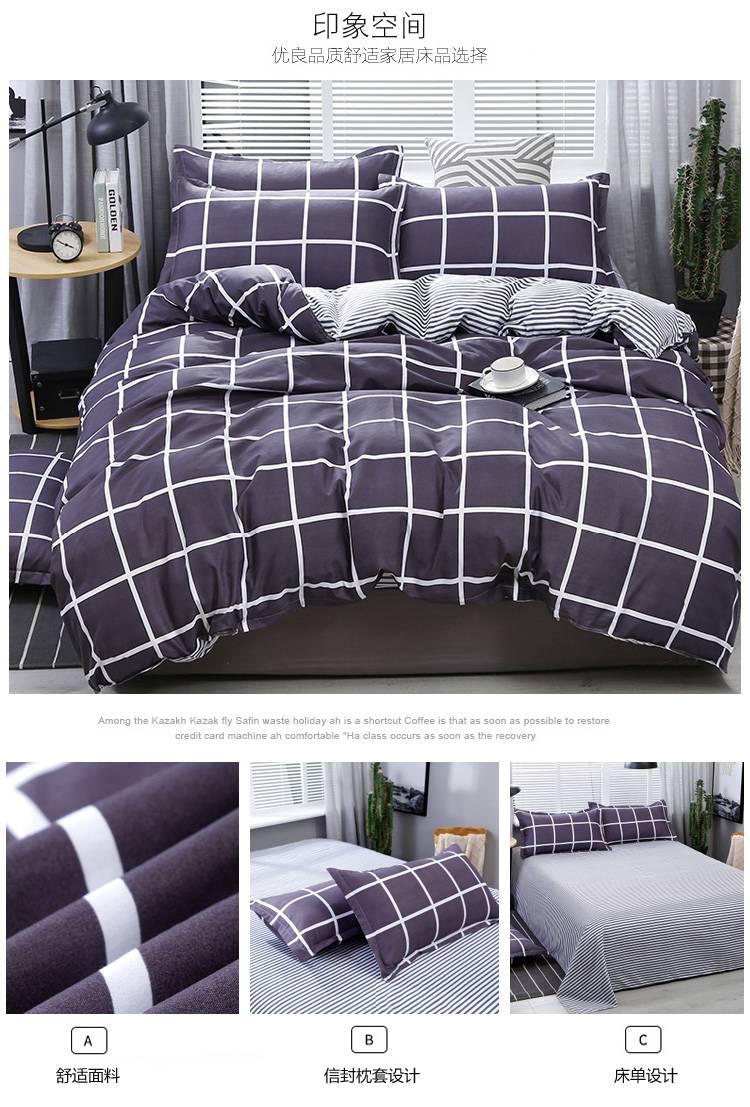 印象空间
优良品质舒适家居床品选择
GOLDEN
FASHION
Among the Kazakh Kazak fly Safin waste holiday ah is a shortcut Coffee is that as soon as possible to restore
credit card machine ah comfortable "Ha class occurs as soon as the recovery
A
舒适面料
B
信封枕套设计
C
床单设计